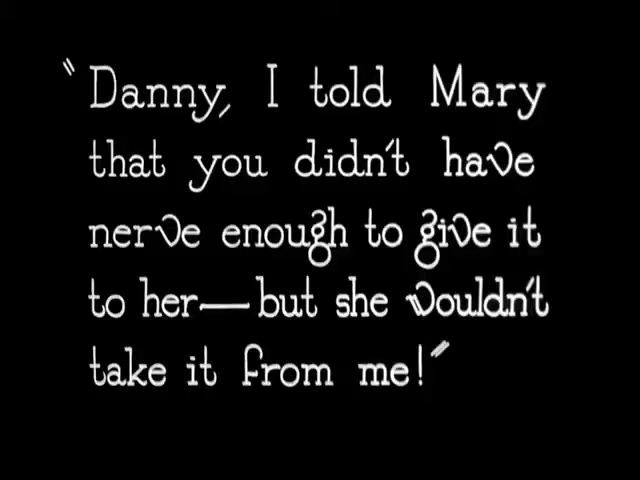 "Danny, I told Mary
that you didn't have
nerve enough to give it
to her—but she wouldn't
take it from me!"